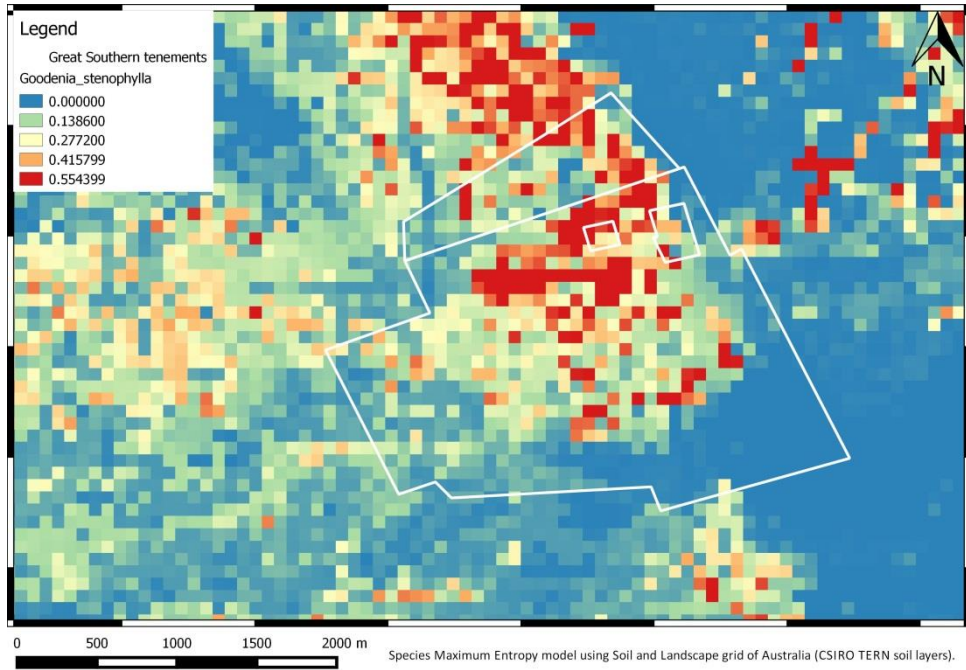 Legend
Great Southern tenements
Goodenia_stenophylla
0.000000
0.138600
0.277200
0.415799
0.554399
N
0 500 1000 1500 2000 m
Species Maximum Entropy model using Soil and Landscape grid of Australia (CSIRO TERN soil layers).